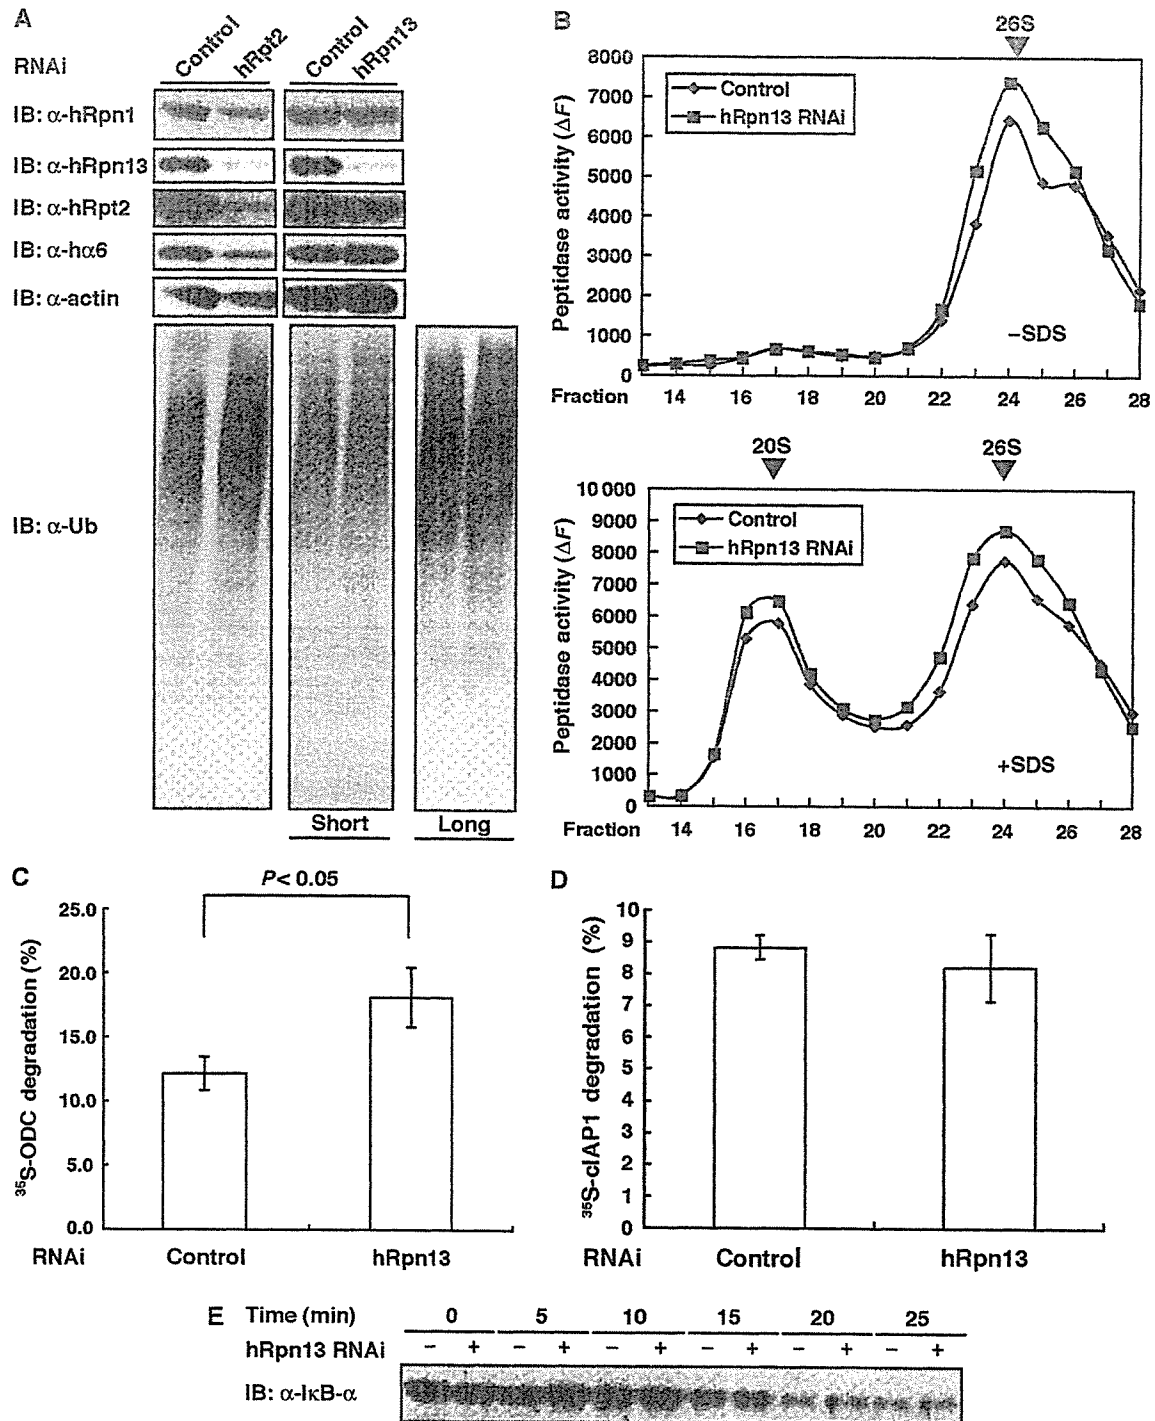 A
RNAi
Control
hRpt2
Control
hRpn13
IB: α-hRpn1
IB: α-hRpn13
IB: α-hRpt2
IB: α-hα6
IB: α-actin
IB: α-Ub
Short
Long
B
26S
Peptidase activity (ΔF)
8000
7000
6000
5000
4000
3000
2000
1000
0
Control
hRpn13 RNAi
–SDS
Fraction 14 16 18 20 22 24 26 28
20S
26S
Peptidase activity (ΔF)
10 000
9000
8000
7000
6000
5000
4000
3000
2000
1000
0
Control
hRpn13 RNAi
+SDS
Fraction 14 16 18 20 22 24 26 28
C
P< 0.05
³⁵S-ODC degradation (%)
25.0
20.0
15.0
10.0
5.0
0.0
RNAi Control hRpn13
D
³⁵S-cIAP1 degradation (%)
10
9
8
7
6
5
4
3
2
1
0
RNAi Control hRpn13
E
Time (min) 0 5 10 15 20 25
hRpn13 RNAi – + – + – + – + – + – +
IB: α-IκB-α